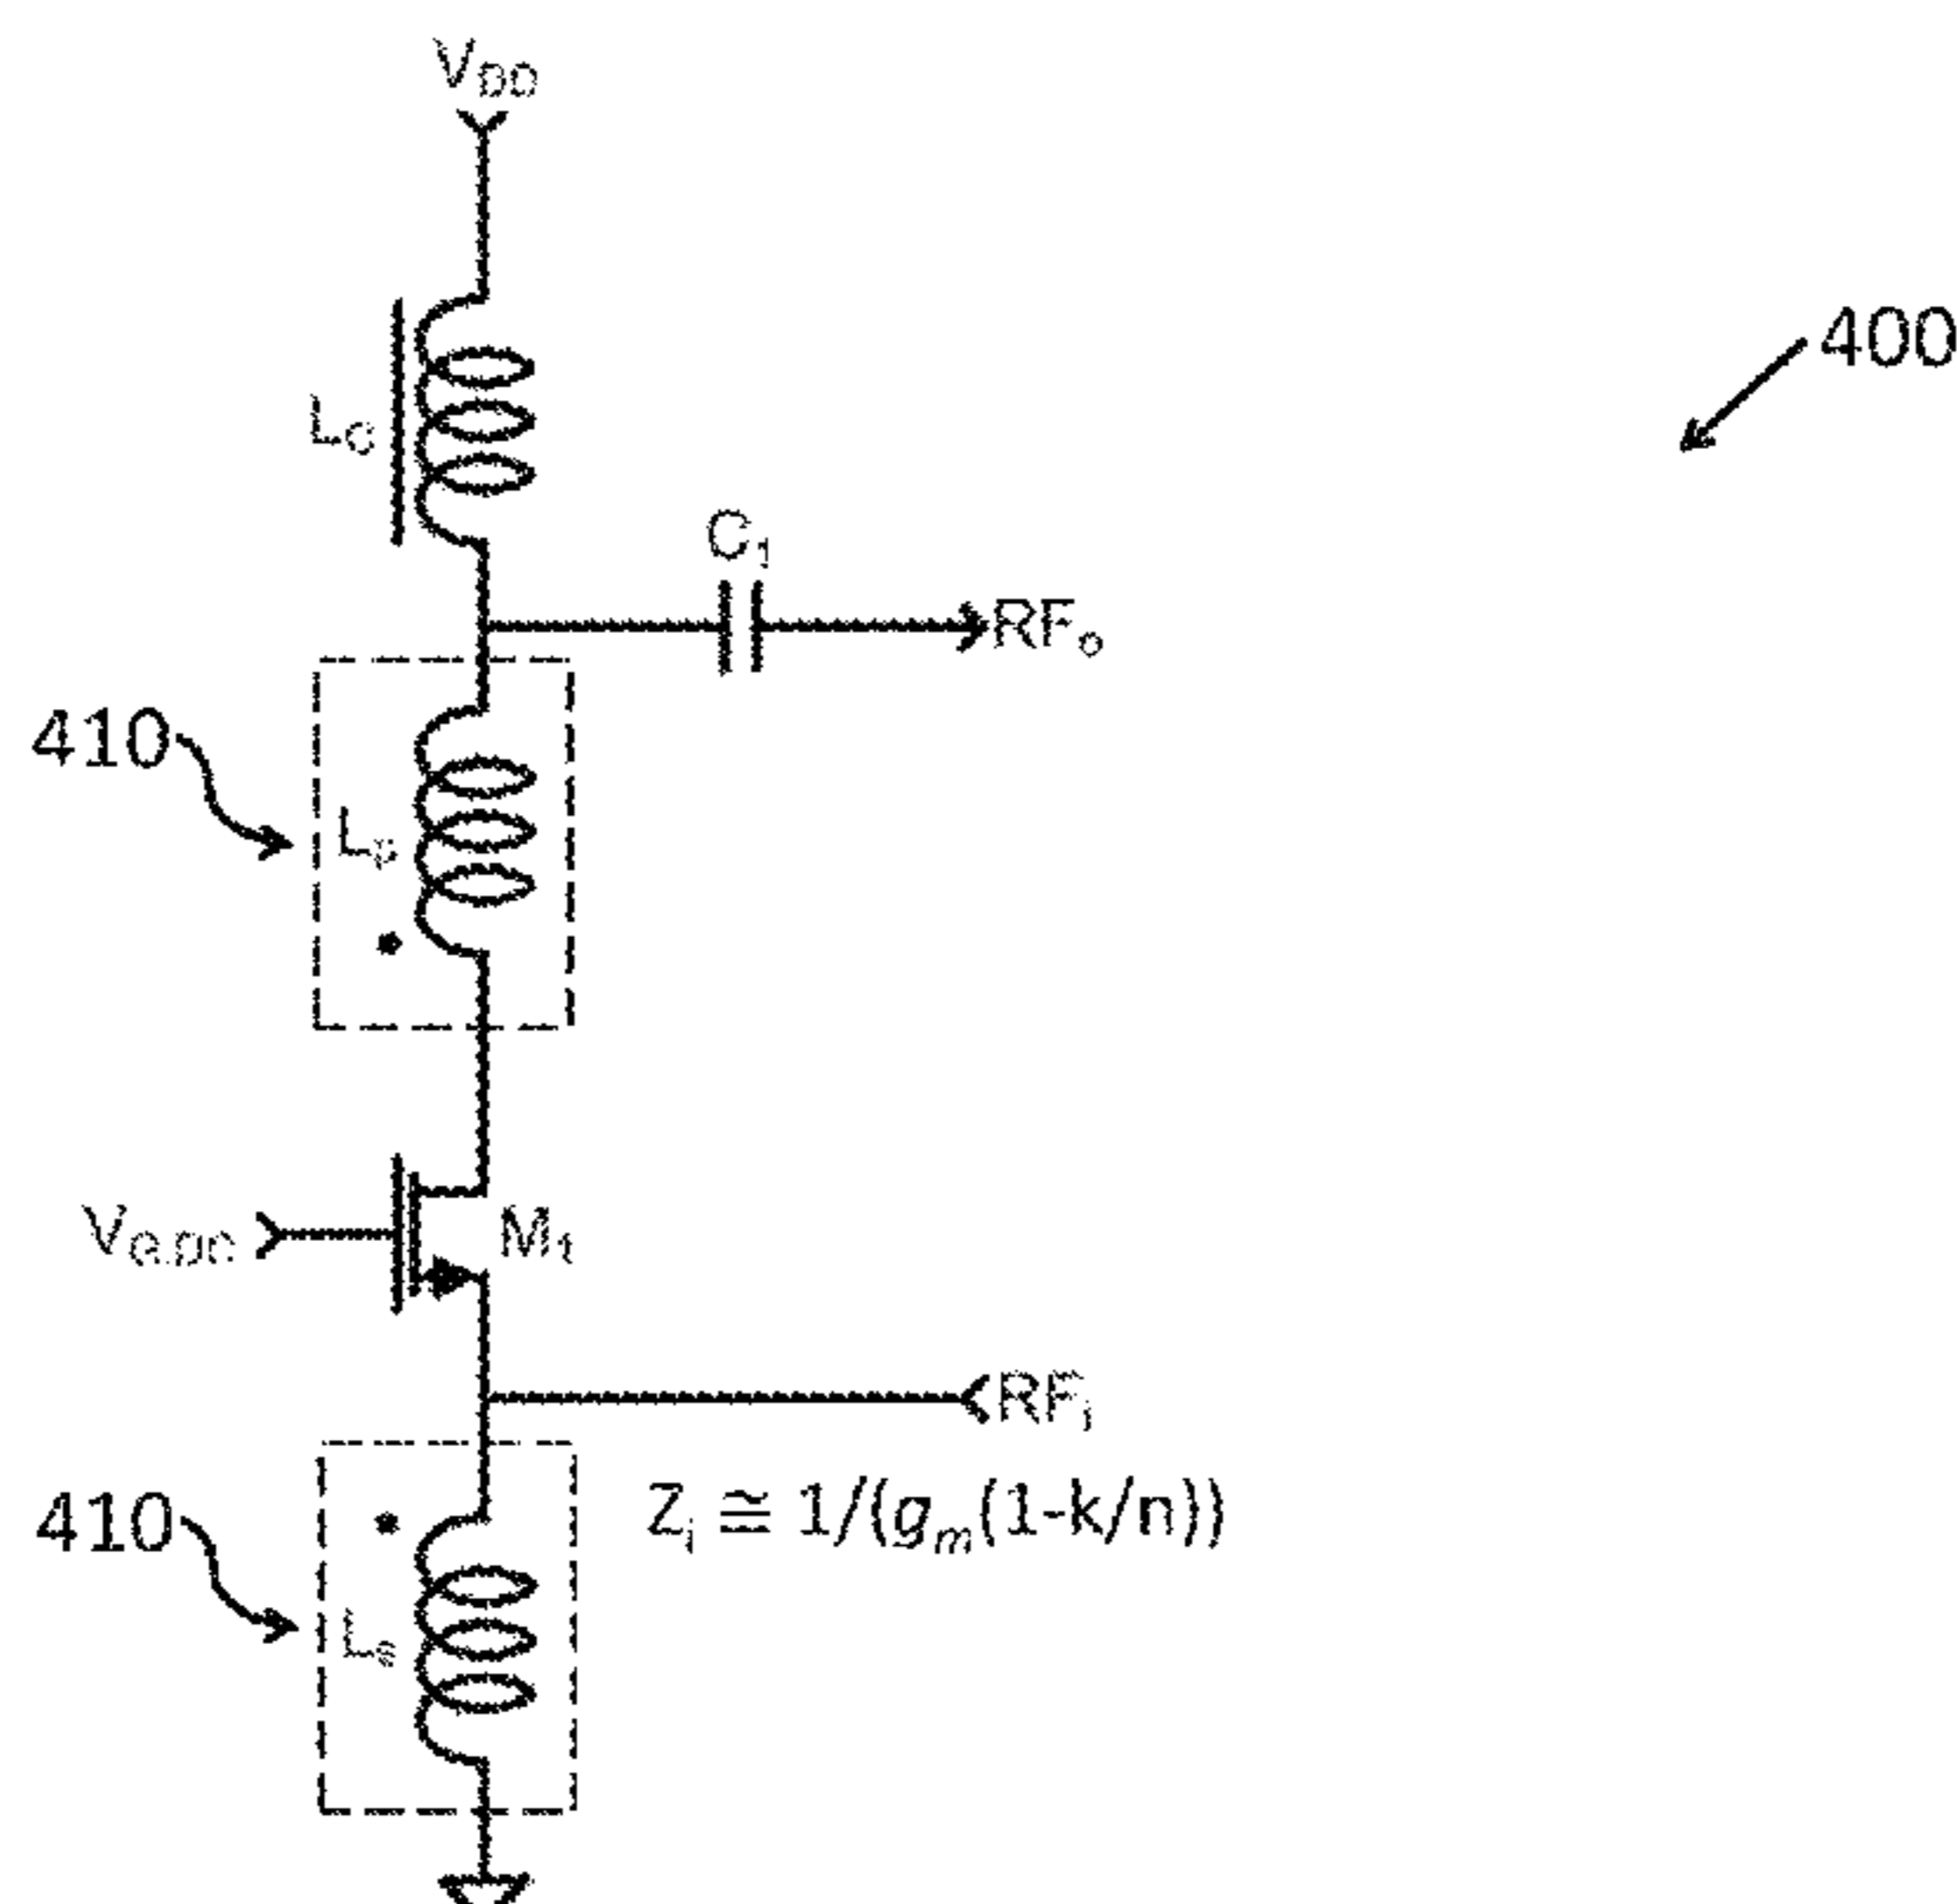 VDD
400
LC
C1
RFo
410
Lp
VG,DC
M1
RFi
410
Ls
Zi ≅ 1/(gm(1-k/n))